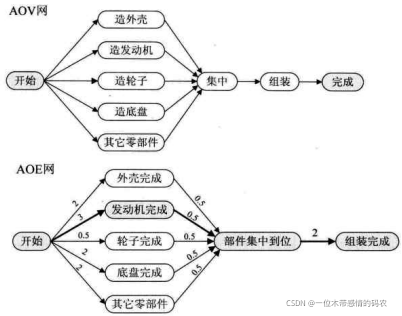 AOV网
造外壳
造发动机
开始
造轮子
集中
组装
完成
造底盘
其它零部件
AOE网
外壳完成
2
0.5
发动机完成
3
0.5
开始
0.5
轮子完成
0.5
部件集中到位
2
组装完成
2
底盘完成
0.5
2
其它零部件
0.5
CSDN @一位木带感情的码农